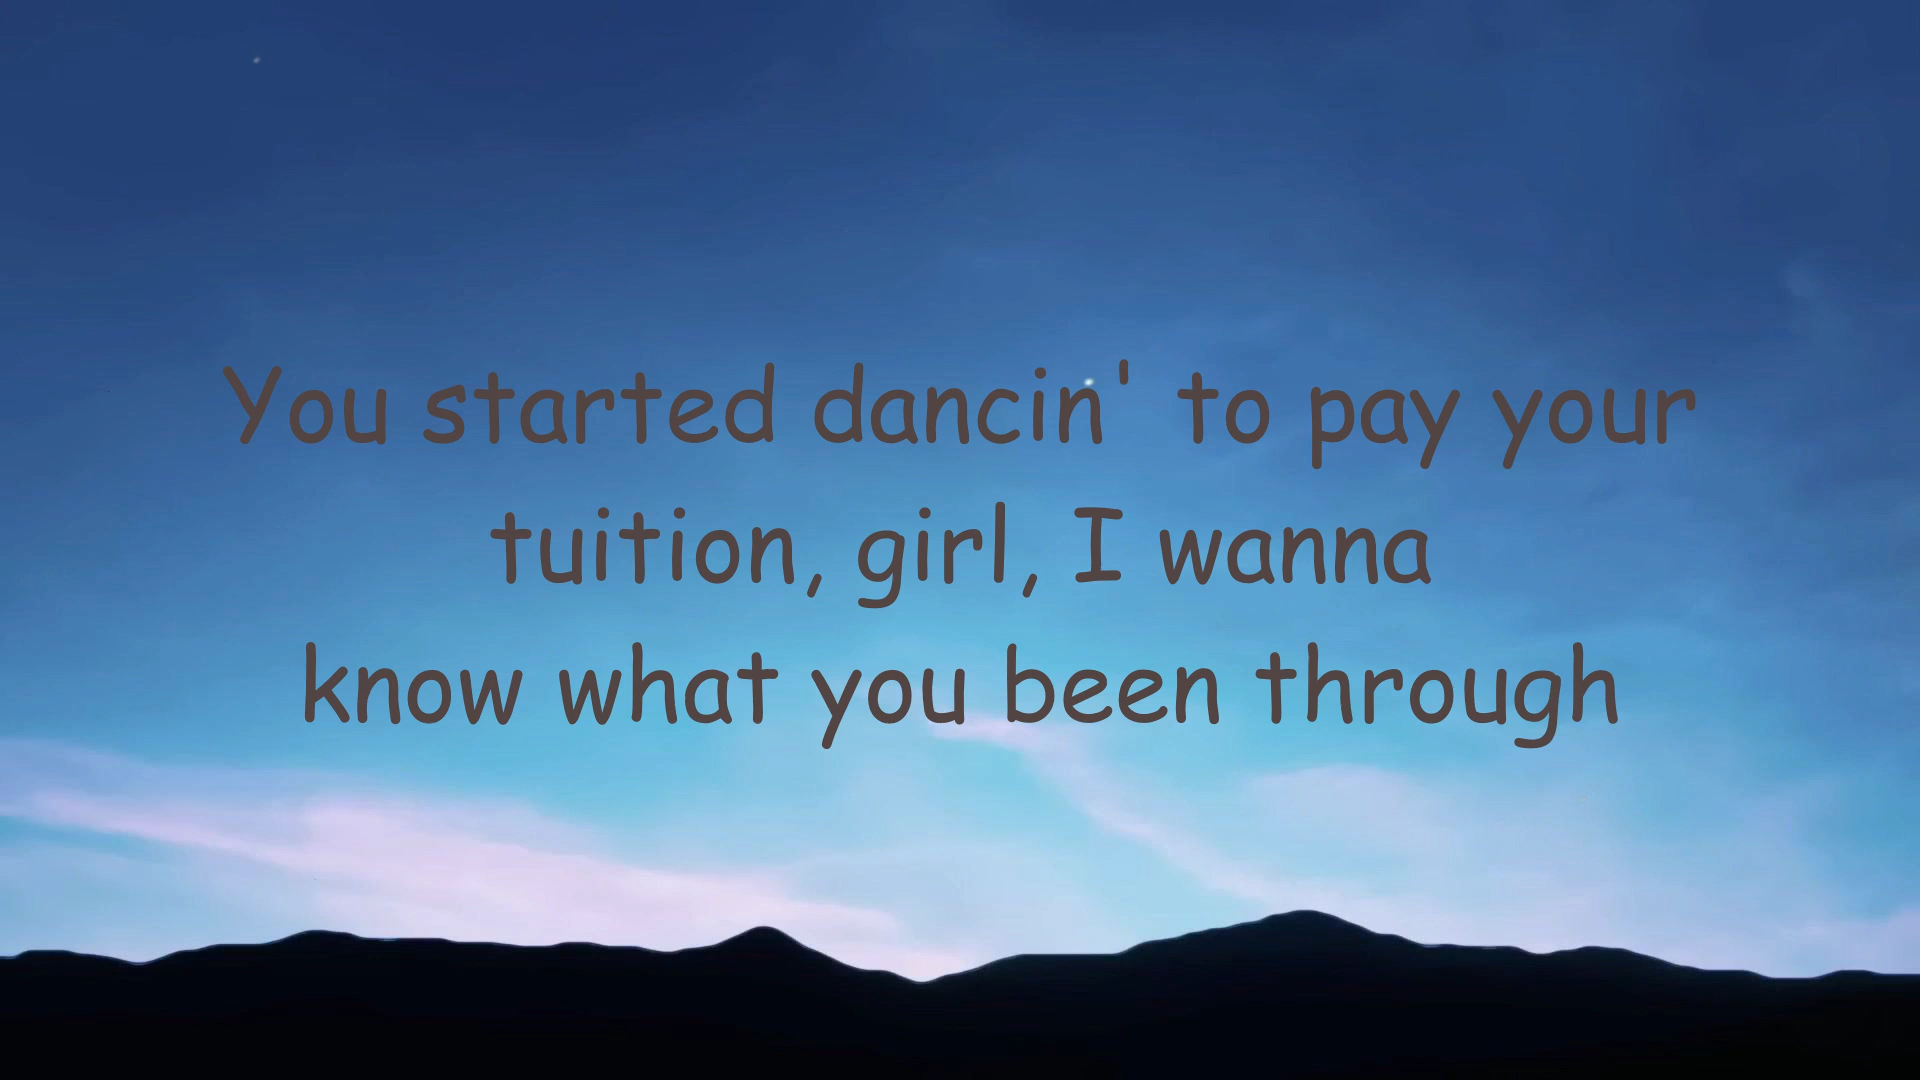 You started dancin' to pay your
tuition, girl, I wanna
know what you been through